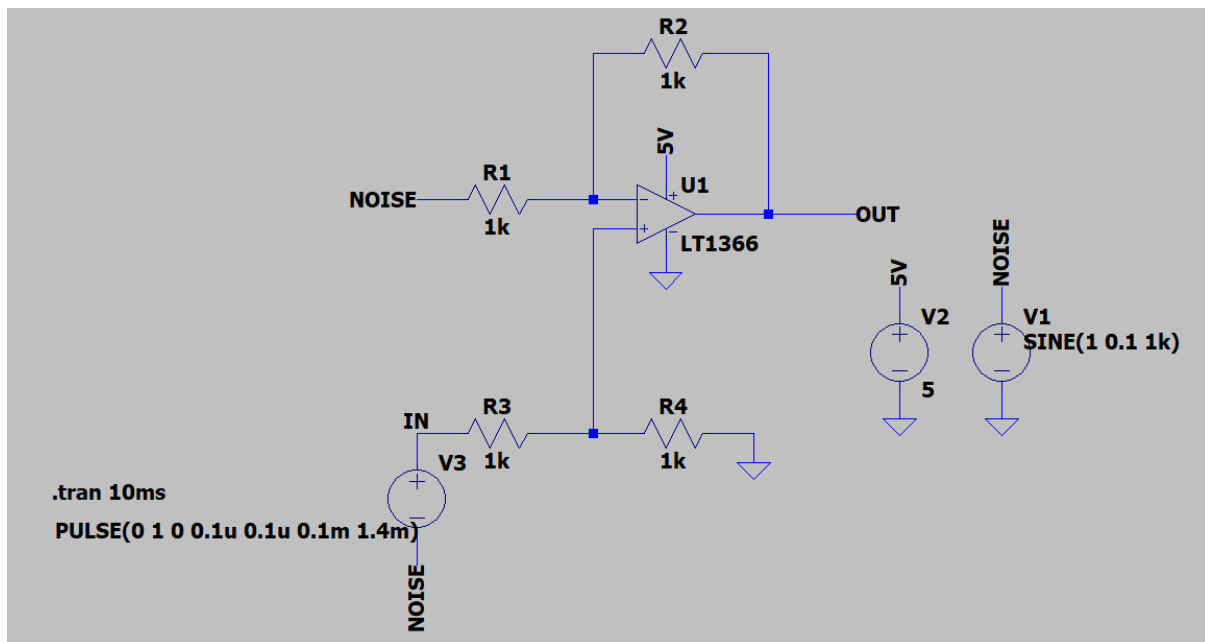 R2
1k
5V
R1
U1
NOISE
1k
LT1366
OUT
NOISE
5V
V2
V1
SINE(1 0.1 1k)
5
IN
R3
R4
1k
1k
V3
.tran 10ms
PULSE(0 1 0 0.1u 0.1u 0.1m 1.4m)
NOISE